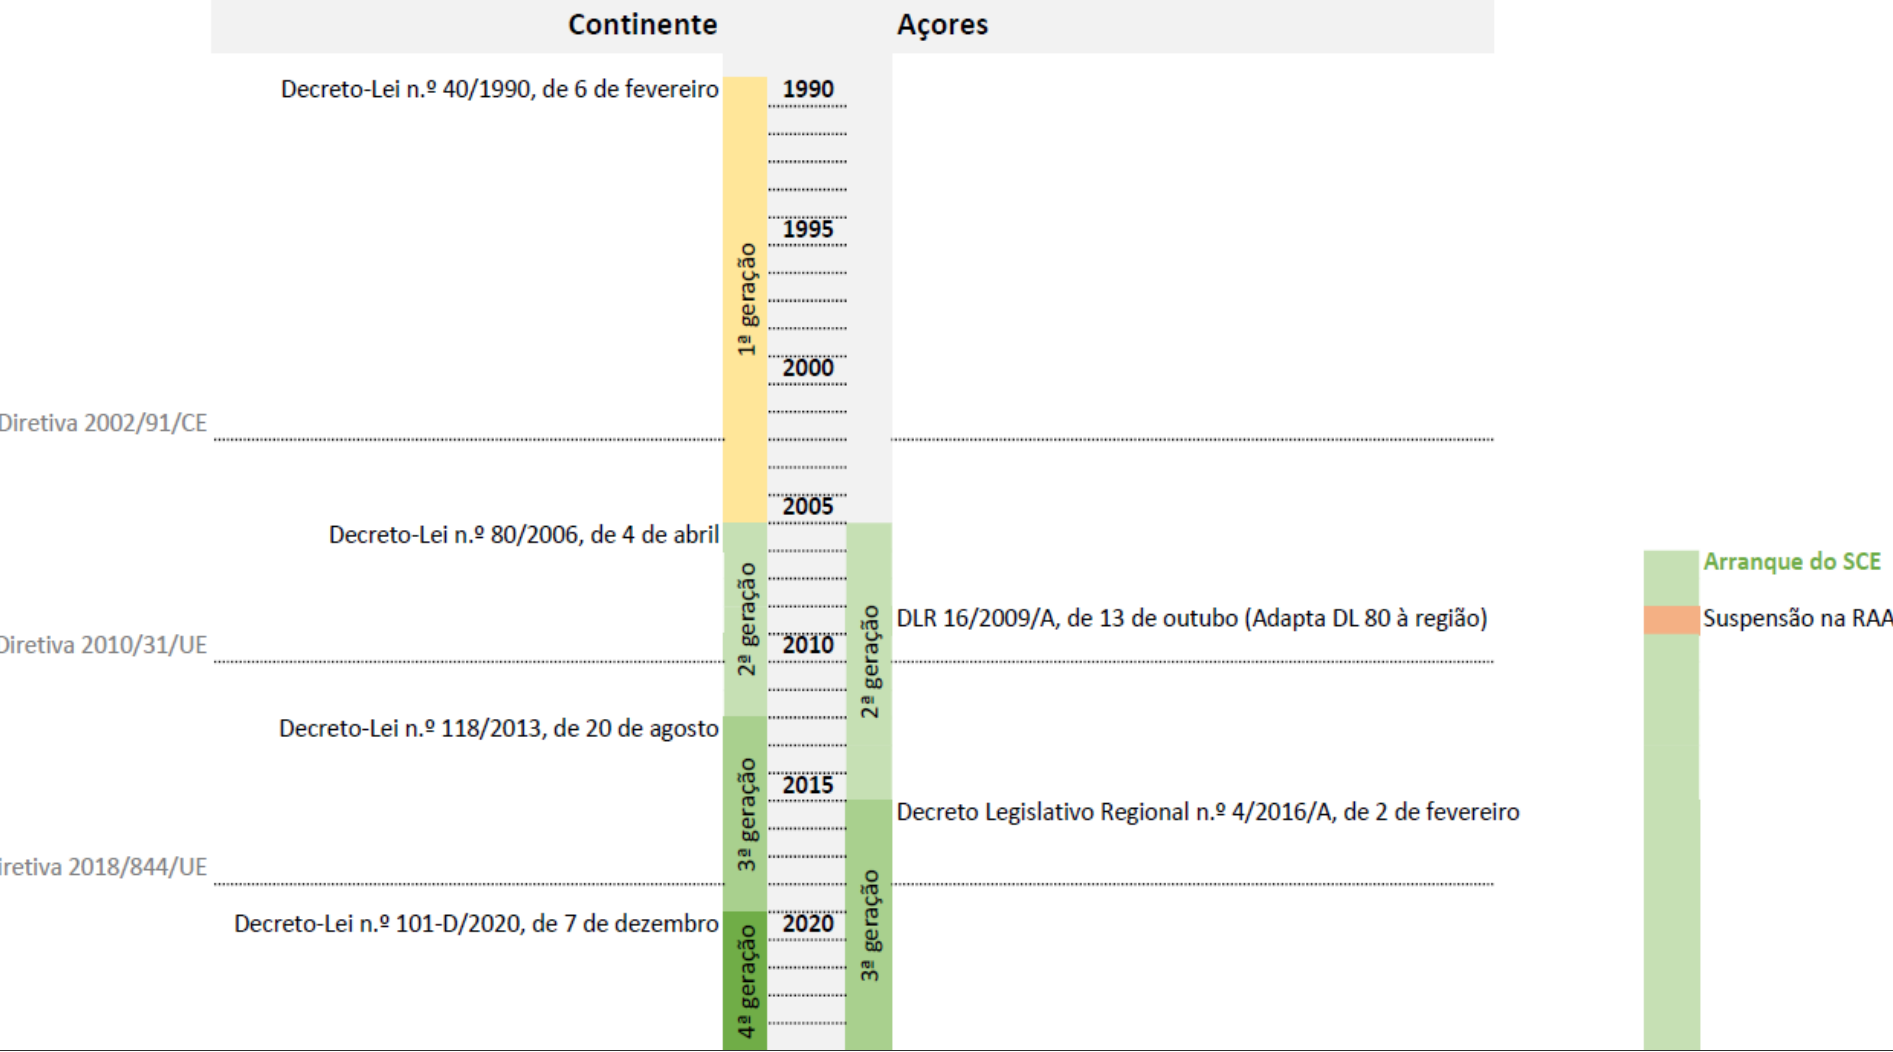 Continente Açores
Decreto-Lei n.º 40/1990, de 6 de fevereiro 1990
1995
1ª geração
2000
Diretiva 2002/91/CE
2005
Decreto-Lei n.º 80/2006, de 4 de abril
Arranque do SCE
2ª geração
DLR 16/2009/A, de 13 de outubo (Adapta DL 80 à região)
Suspensão na RAA
2ª geração
Diretiva 2010/31/UE
2010
Decreto-Lei n.º 118/2013, de 20 de agosto
2015
3ª geração
Decreto Legislativo Regional n.º 4/2016/A, de 2 de fevereiro
iretiva 2018/844/UE
3ª geração
Decreto-Lei n.º 101-D/2020, de 7 de dezembro 2020
4ª geração